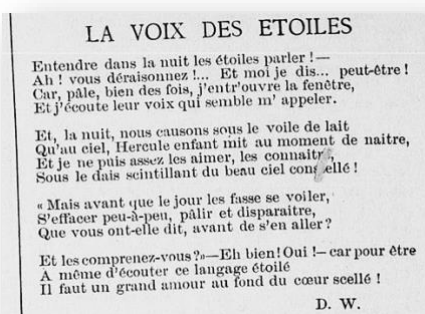 LA VOIX DES ETOILES
Entendre dans la nuit les étoiles parler !—
Ah ! vous déraisonnez !... Et moi je dis... peut-être !
Car, pâle, bien des fois, j'entr'ouvre la fenêtre,
Et j'écoute leur voix qui semble m' appeler.
Et, la nuit, nous causons sous le voile de lait
Qu'au ciel, Hercule enfant mit au moment de naitre,
Et je ne puis assez les aimer, les connaitre,
Sous le dais scintillant du beau ciel constellé !
« Mais avant que le jour les fasse se voiler,
S'effacer peu-à-peu, pâlir et disparaitre,
Que vous ont-elle dit, avant de s'en aller ?
Et les comprenez-vous ?»—Eh bien! Oui !— car pour être
A même d'écouter ce langage étoilé
Il faut un grand amour au fond du cœur scellé !
D. W.